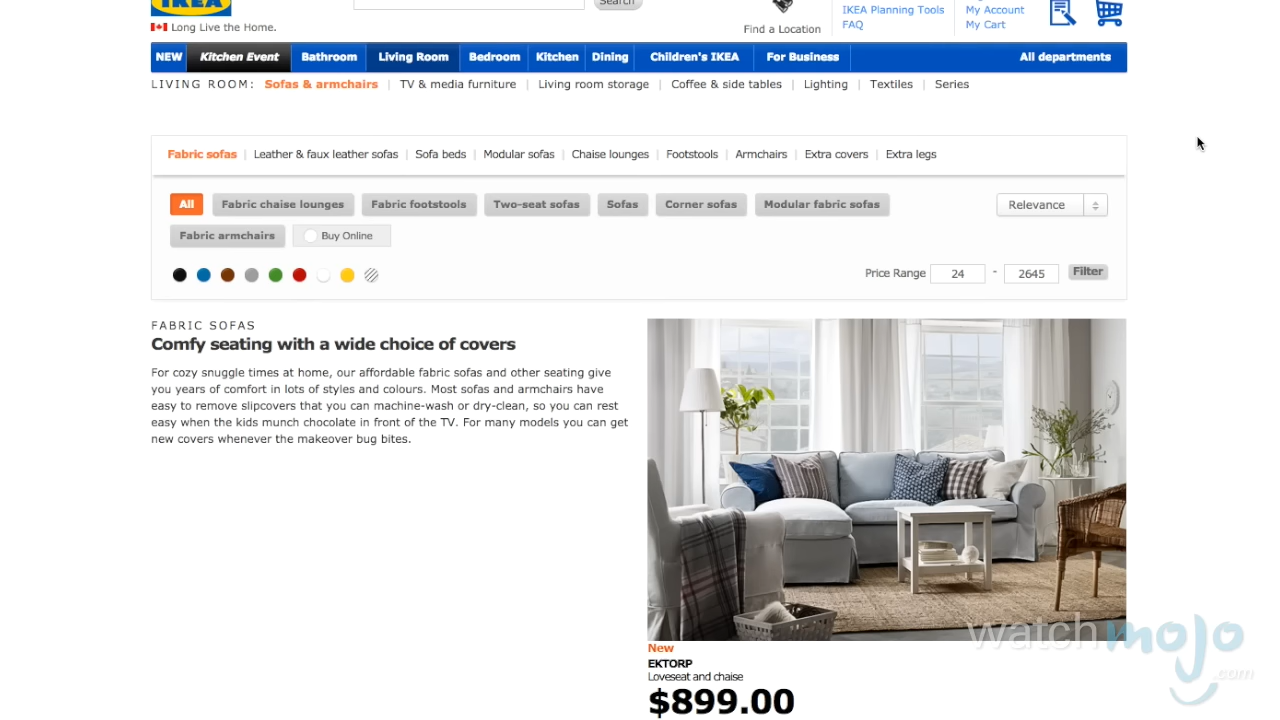 IKEA
Long Live the Home.
Search
Find a Location
IKEA Planning Tools
FAQ
My Account
My Cart
NEW Kitchen Event Bathroom Living Room Bedroom Kitchen Dining Children's IKEA For Business All departments
LIVING ROOM: Sofas & armchairs | TV & media furniture | Living room storage | Coffee & side tables | Lighting | Textiles | Series
Fabric sofas | Leather & faux leather sofas | Sofa beds | Modular sofas | Chaise lounges | Footstools | Armchairs | Extra covers | Extra legs
All Fabric chaise lounges Fabric footstools Two-seat sofas Sofas Corner sofas Modular fabric sofas Relevance
Fabric armchairs Buy Online
Price Range 24 - 2645 Filter
FABRIC SOFAS
Comfy seating with a wide choice of covers
For cozy snuggle times at home, our affordable fabric sofas and other seating give
you years of comfort in lots of styles and colours. Most sofas and armchairs have
easy to remove slipcovers that you can machine-wash or dry-clean, so you can rest
easy when the kids munch chocolate in front of the TV. For many models you can get
new covers whenever the makeover bug bites.
New
EKTORP
Loveseat and chaise
$899.00
watchmojo
.com